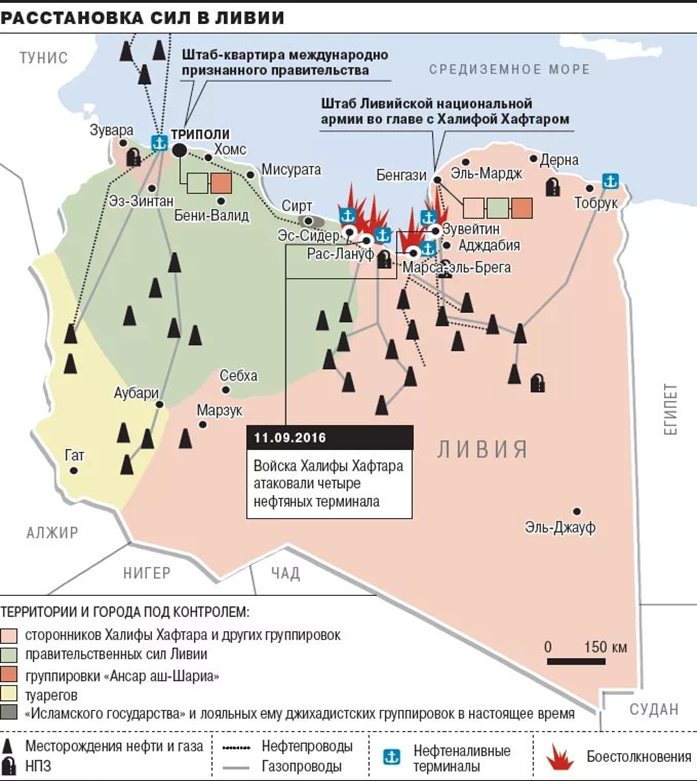 РАССТАНОВКА СИЛ В ЛИВИИ
ТУНИС
Штаб-квартира международно
признанного правительства
СРЕДИЗЕМНОЕ МОРЕ
Штаб Ливийской национальной
армии во главе с Халифой Хафтаром
Зувара
ТРИПОЛИ
Хомс
Мисурата
Эз-Зинтан
Бени-Валид
Сирт
Бенгази
Эль-Мардж
Дерна
Тобрук
Эс-Сидер
Рас-Лануф
Зувейтин
Адждабия
Марса-эль-Брега
Себха
Аубари
Марзук
Гат
11.09.2016
Войска Халифы Хафтара
атаковали четыре
нефтяных терминала
ЛИВИЯ
ЕГИПЕТ
Эль-Джауф
АЛЖИР
НИГЕР
ЧАД
СУДАН
0 150 км
ТЕРРИТОРИИ И ГОРОДА ПОД КОНТРОЛЕМ:
сторонников Халифы Хафтара и других группировок
правительственных сил Ливии
группировки «Ансар аш-Шариа»
туарегов
«Исламского государства» и лояльных ему джихадистских группировок в настоящее время
Месторождения нефти и газа
НПЗ
Нефтепроводы
Газопроводы
Нефтеналивные
терминалы
Боестолкновения